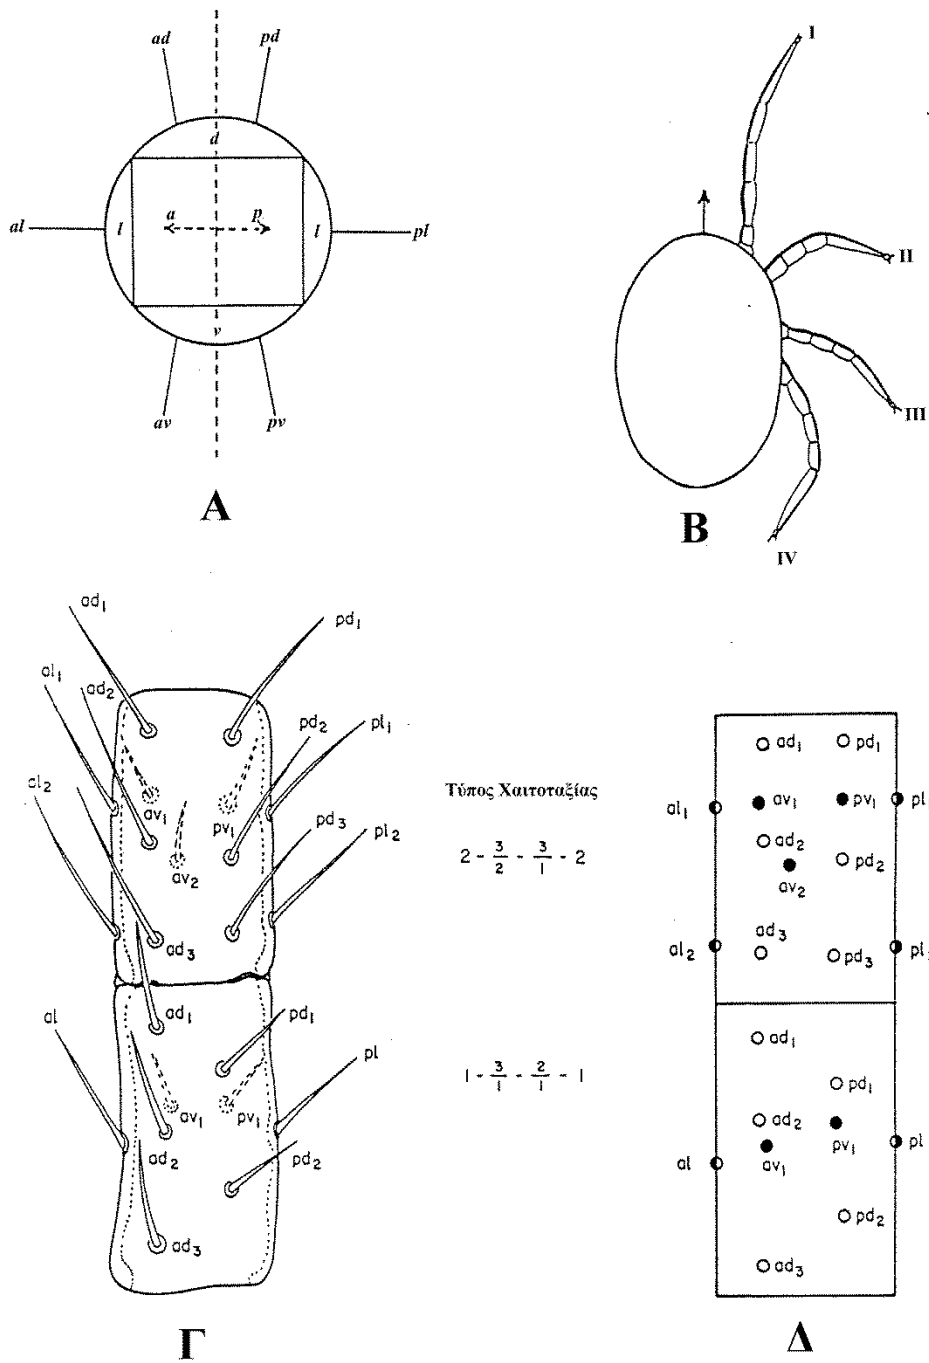 ad pd
d
al l a p l pl
v
av pv
A
I
II
III
IV
B
ad₁
pd₁
al₁
ad₂
pd₂ pl₁
al₂
av₁ pv₁
pd₃ pl₂
av₂
ad₃
ad₁ pd₁
al pl
av₁ pv₁
ad₂ pd₂
ad₃
Γ
Τύπος Χαιτοταξίας
2 - 3/2 - 3/1 - 2
1 - 3/1 - 2/1 - 1
ad₁ pd₁
al₁ av₁ pv₁ pl
ad₂ pd₂
av₂
ad₃
al₂ pd₃ pl
ad₁
pd₁
ad₂
al av₁ pv₁ pl
pd₂
ad₃
Δ